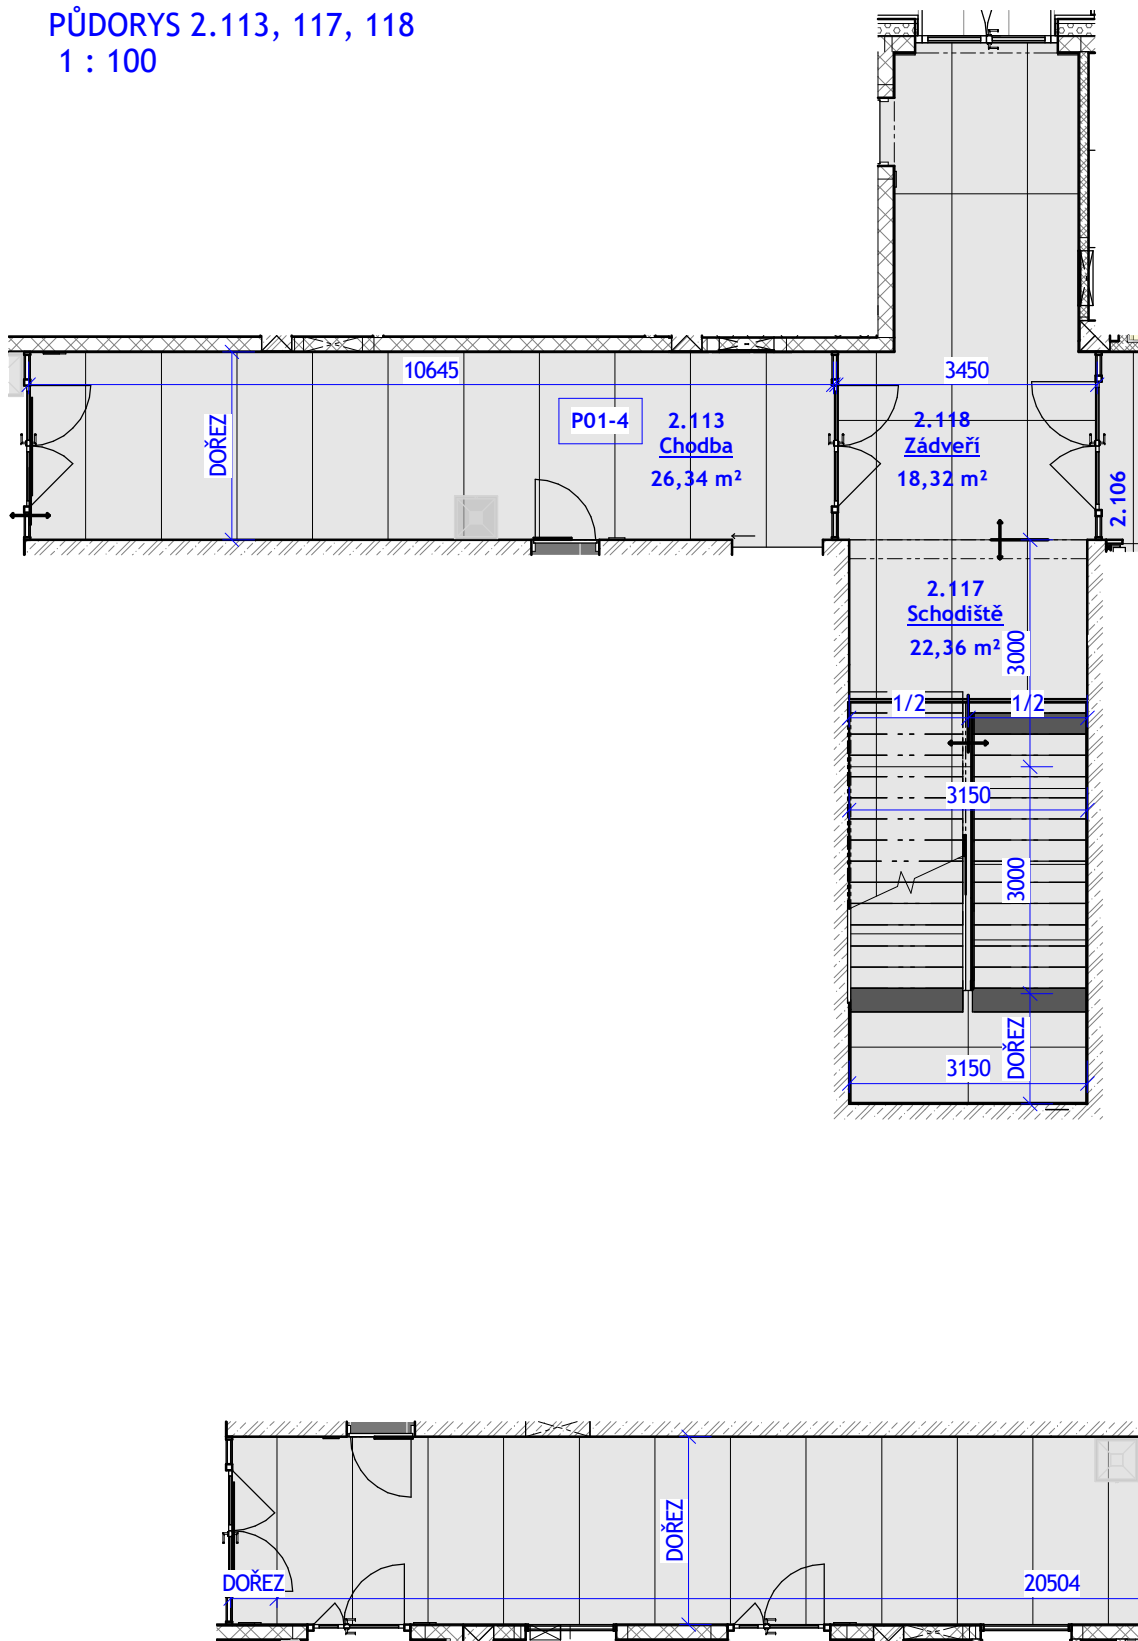 PŮDORYS 2.113, 117, 118
1 : 100
10645
3450
DOŘEZ
P01-4
2.113
Chodba
26,34 m²
2.118
Zádveří
18,32 m²
2.106
2.117
Schodiště
22,36 m²
3000
1/2
1/2
3150
3000
DOŘEZ
3150
DOŘEZ
DOŘEZ
20504